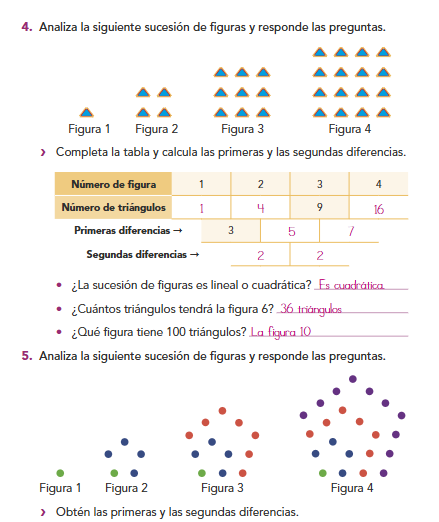 4. Analiza la siguiente sucesión de figuras y responde las preguntas.
Figura 1 Figura 2 Figura 3 Figura 4
› Completa la tabla y calcula las primeras y las segundas diferencias.
Número de figura 1 2 3 4
Número de triángulos 1 4 9 16
Primeras diferencias → 3 5 7
Segundas diferencias → 2 2
• ¿La sucesión de figuras es lineal o cuadrática? Es cuadrática.
• ¿Cuántos triángulos tendrá la figura 6? 36 triángulos
• ¿Qué figura tiene 100 triángulos? La figura 10
5. Analiza la siguiente sucesión de figuras y responde las preguntas.
Figura 1 Figura 2 Figura 3 Figura 4
› Obtén las primeras y las segundas diferencias.